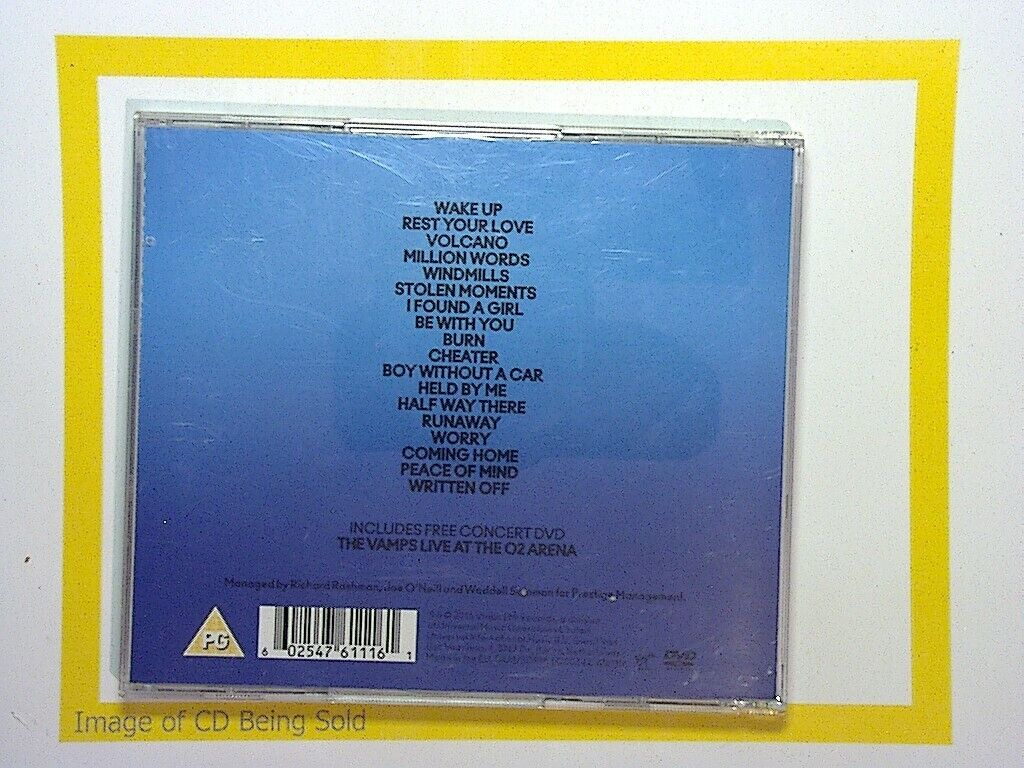 WAKE UP
REST YOUR LOVE
VOLCANO
MILLION WORDS
WINDMILLS
STOLEN MOMENTS
I FOUND A GIRL
BE WITH YOU
BURN
CHEATER
BOY WITHOUT A CAR
HELD BY ME
HALF WAY THERE
RUNAWAY
WORRY
COMING HOME
PEACE OF MIND
WRITTEN OFF
INCLUDES FREE CONCERT DVD
THE VAMPS LIVE AT THE O2 ARENA
Managed by Richard Rashman, Joe O'Neill and Waddell Solomon for Prestige Management.
PG
6 02547 61116 1
DVD
Image of CD Being Sold